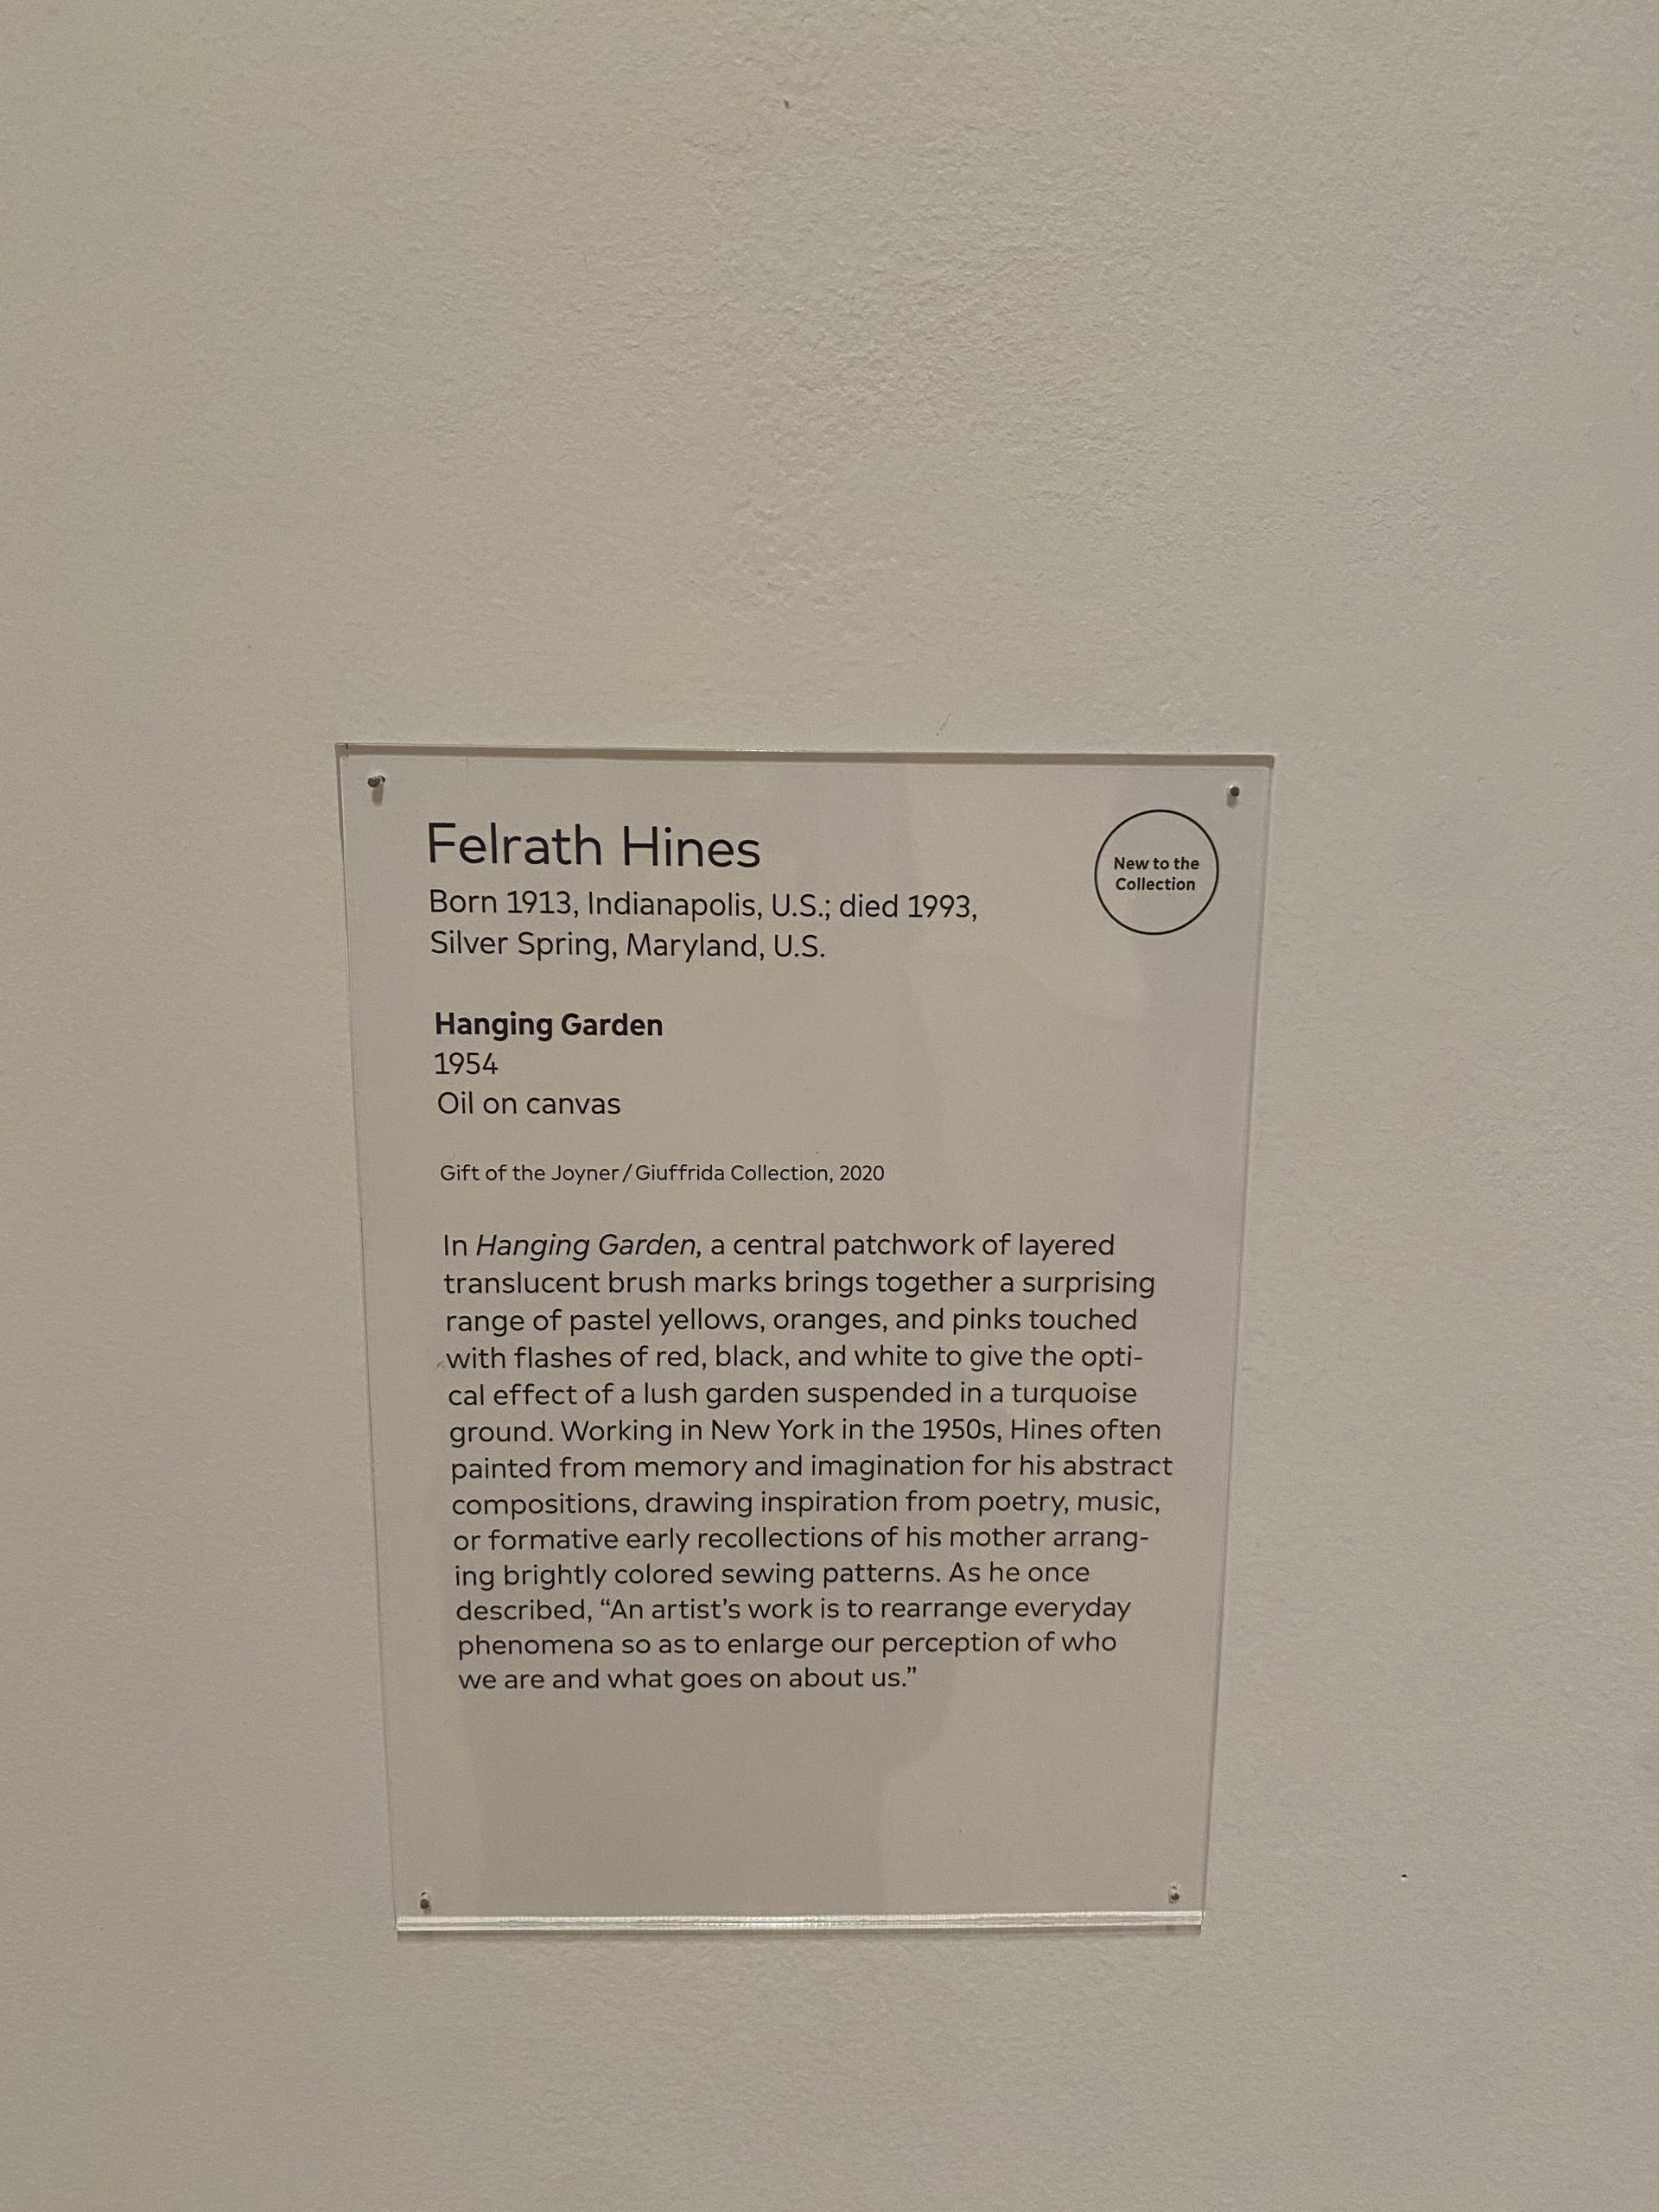 Felrath Hines
Born 1913, Indianapolis, U.S.; died 1993,
Silver Spring, Maryland, U.S.
New to the
Collection
Hanging Garden
1954
Oil on canvas
Gift of the Joyner / Giuffrida Collection, 2020
In Hanging Garden, a central patchwork of layered
translucent brush marks brings together a surprising
range of pastel yellows, oranges, and pinks touched
with flashes of red, black, and white to give the opti-
cal effect of a lush garden suspended in a turquoise
ground. Working in New York in the 1950s, Hines often
painted from memory and imagination for his abstract
compositions, drawing inspiration from poetry, music,
or formative early recollections of his mother arrang-
ing brightly colored sewing patterns. As he once
described, “An artist’s work is to rearrange everyday
phenomena so as to enlarge our perception of who
we are and what goes on about us.”